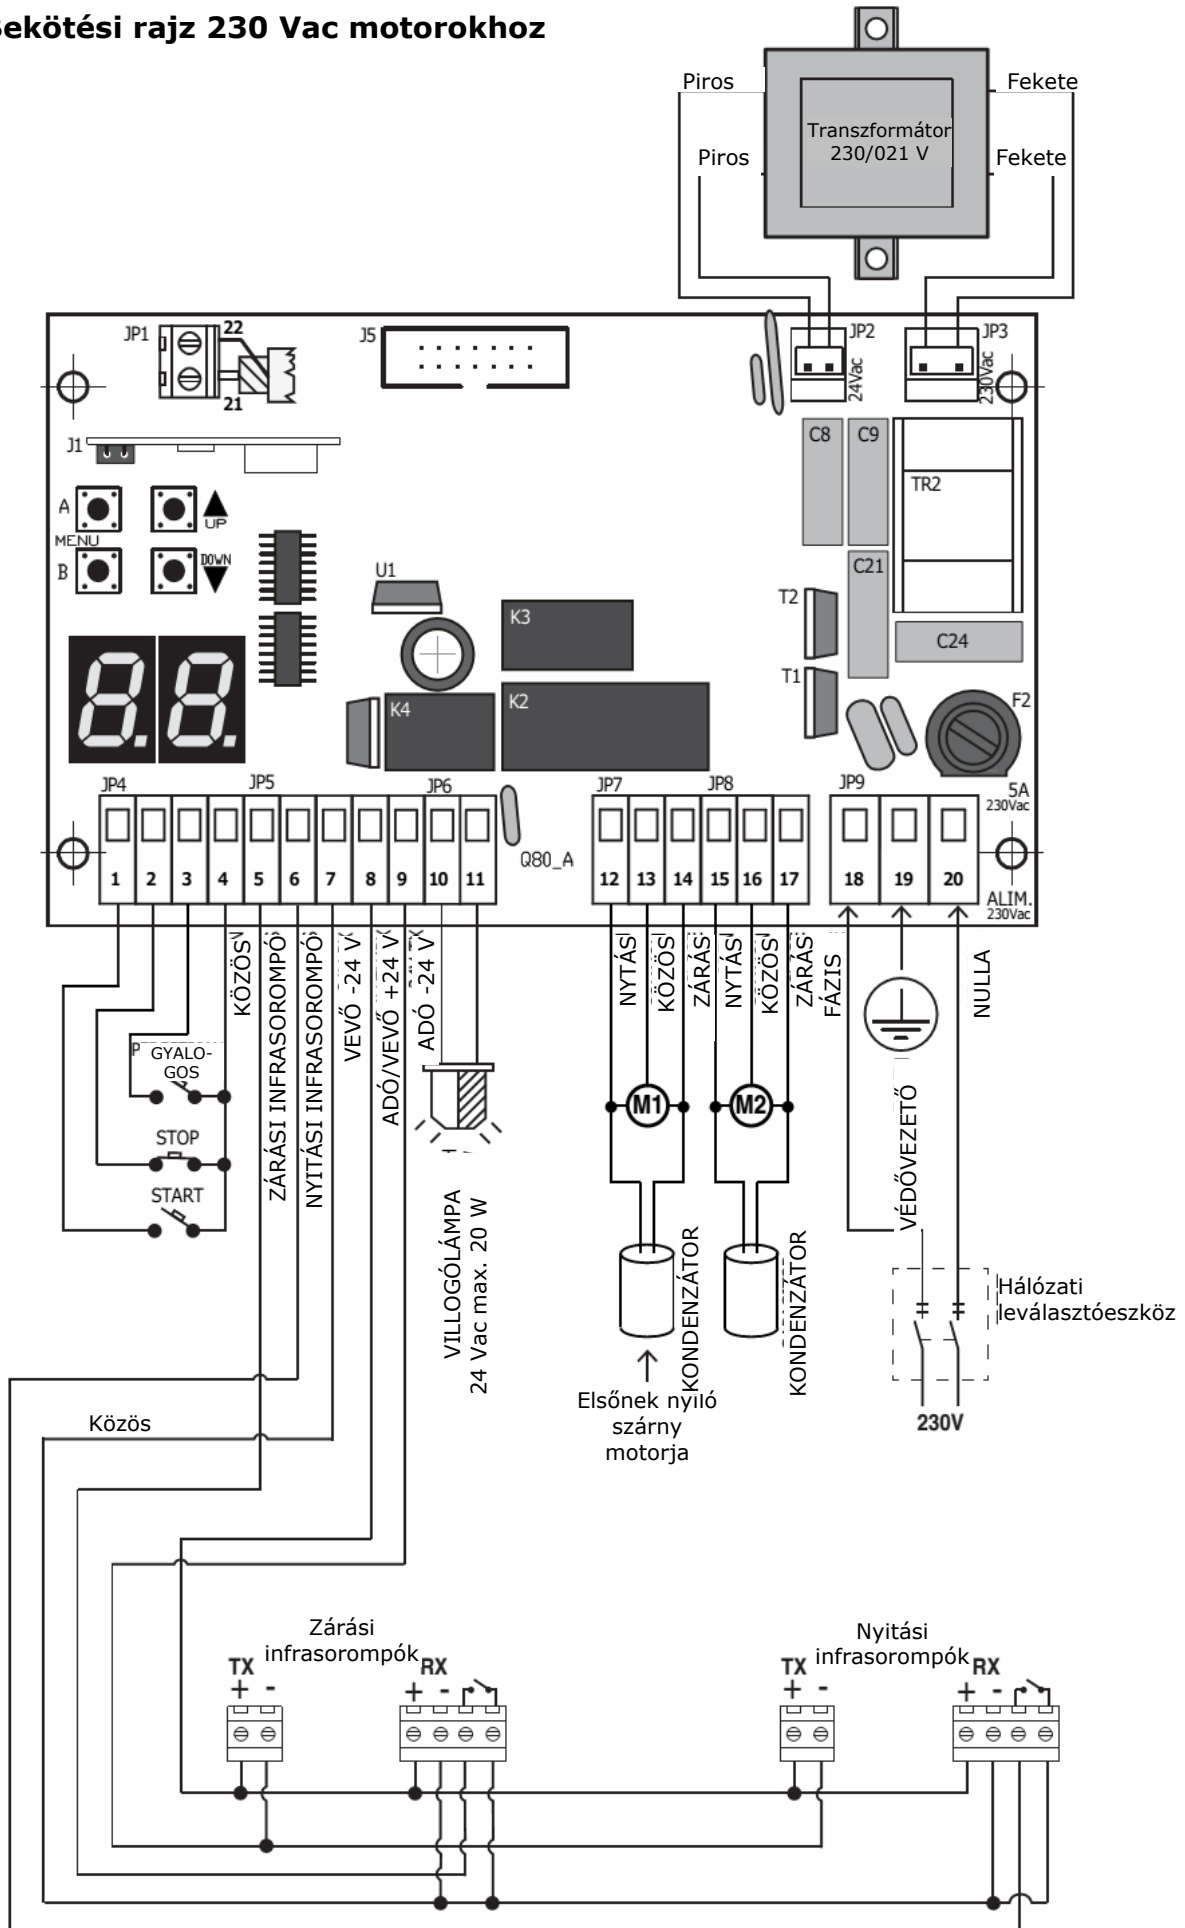 Bekötési rajz 230 Vac motorokhoz
Piros
Fekete
Transzformátor
230/021 V
Piros
Fekete
JP1
22
21
J5
JP2
24Vac
JP3
230Vac
J1
C8
C9
TR2
A
UP
MENU
B
DOWN
U1
C21
T2
K3
C24
T1
K4
K2
F2
88
JP4
JP5
JP6
JP7
JP8
JP9
5A
230Vac
Q80_A
1
2
3
4
5
6
7
8
9
10
11
12
13
14
15
16
17
18
19
20
ALIM.
230Vac
KÖZÖS
ZÁRÁSI INFRASOROMPÓ
NYITÁSI INFRASOROMPÓ
VEVŐ -24 V
ADÓ/VEVŐ +24 V
ADÓ -24 V
NYTÁS
KÖZÖS
ZÁRÁS
NYTÁS
KÖZÖS
ZÁRÁS
FÁZIS
VÉDŐVEZETŐ
NULLA
GYALO-
GOS
STOP
START
M1
M2
VILLOGÓLÁMPA
24 Vac max. 20 W
KONDENZÁTOR
KONDENZÁTOR
Hálózati
leválasztóeszköz
230V
Elsőnek nyíló
szárny
motorja
Közös
Zárási
infrasorompók
TX
+ -
RX
+ -
Nyitási
infrasorompók
TX
+ -
RX
+ -